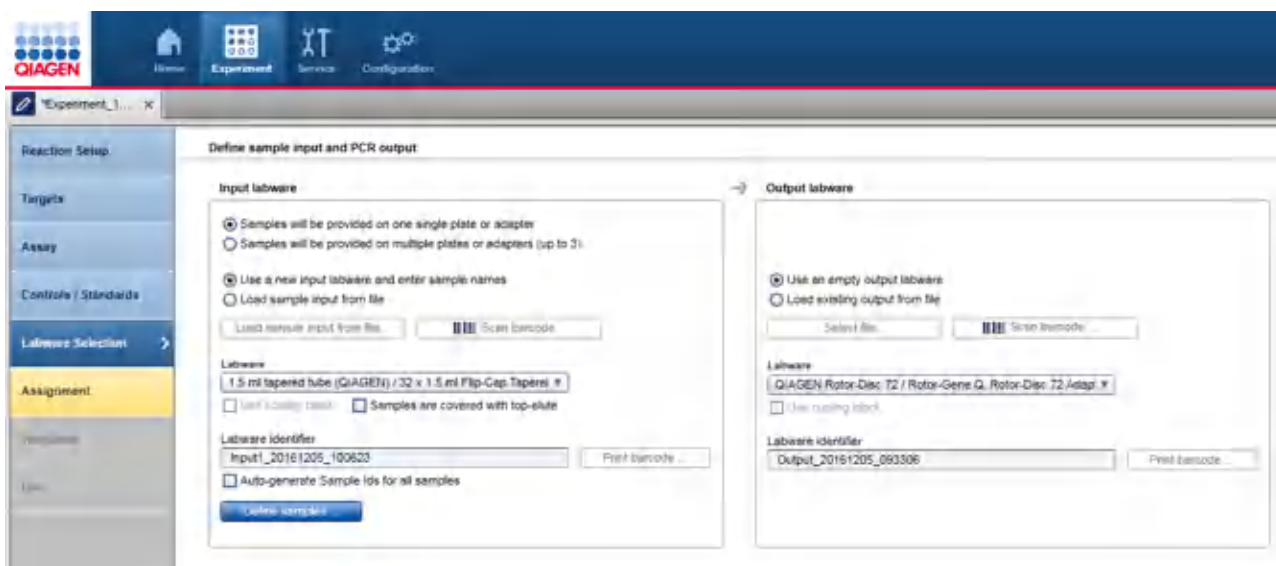 QIAGEN
Home
Experiment
Service
Configuration
*Experiment_1... x
Reaction Setup
Targets
Assay
Controls / Standards
Labware Selection
Assignment
Define sample input and PCR output
Input labware
Samples will be provided on one single plate or adapter
Samples will be provided on multiple plates or adapters (up to 3)
Use a new input labware and enter sample names
Load sample input from file
Load sample input from file...
Scan barcode
Labware
1.5 ml tapered tube (QIAGEN) / 32 x 1.5 ml Flip-Cap Tapered
Use cooling block
Samples are covered with top-elute
Labware identifier
Input1_20161205_100623
Print barcode ...
Auto-generate Sample Ids for all samples
Define samples ...
Output labware
Use an empty output labware
Load existing output from file
Select file...
Scan barcode ...
Labware
QIAGEN Rotor-Disc 72 / Rotor-Gene Q, Rotor-Disc 72 Adap
Use cooling block
Labware identifier
Output_20161205_093306
Print barcode ...